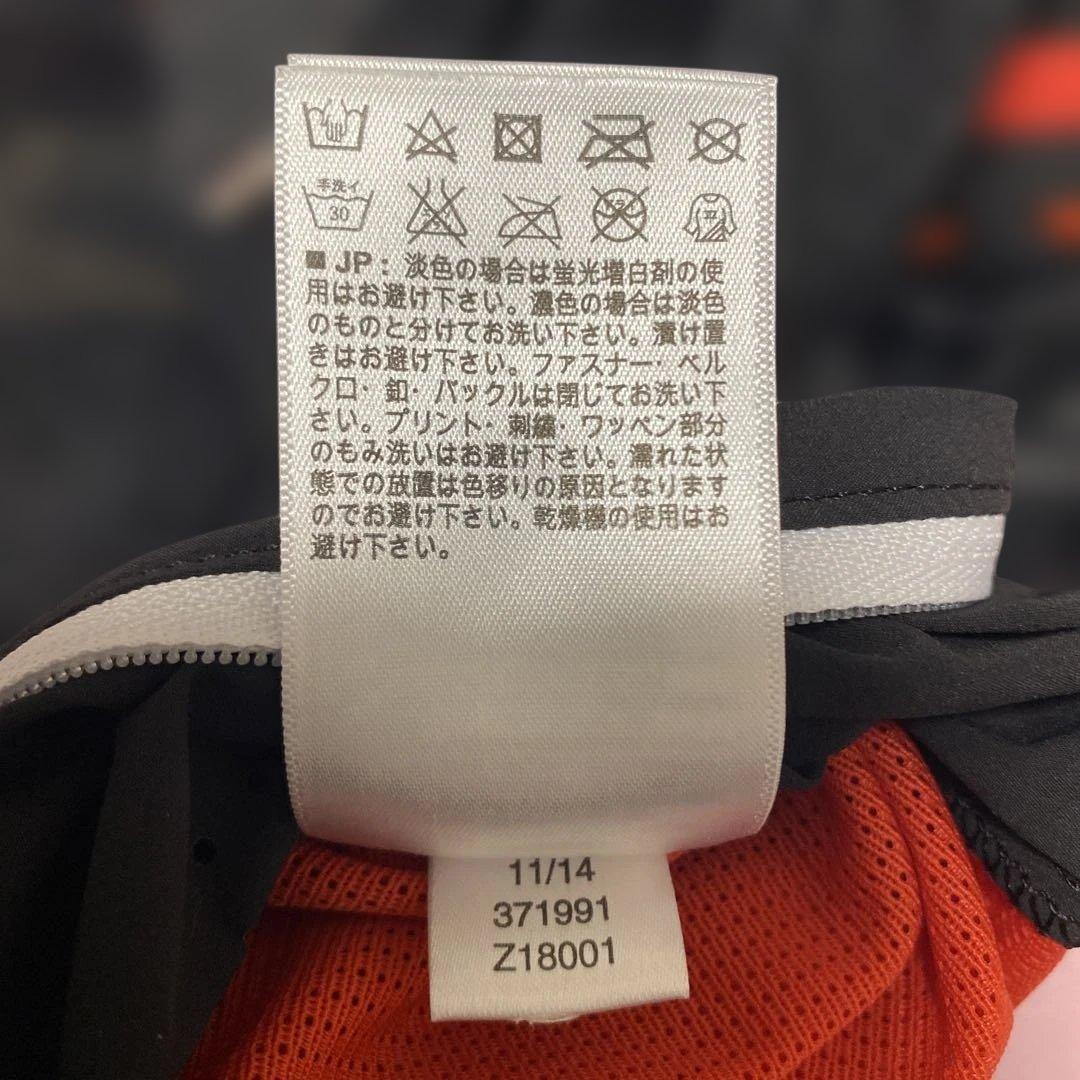 手洗イ
30
ドライ
平
■ JP : 淡色の場合は蛍光増白剤の使
用はお避け下さい。濃色の場合は淡色
のものと分けてお洗い下さい。漬け置
きはお避け下さい。ファスナー・ベル
クロ・釦・バックルは閉じてお洗い下
さい。プリント・刺繍・ワッペン部分
のもみ洗いはお避け下さい。濡れた状
態での放置は色移りの原因となります
のでお避け下さい。乾燥機の使用はお
避け下さい。
11/14
371991
Z18001